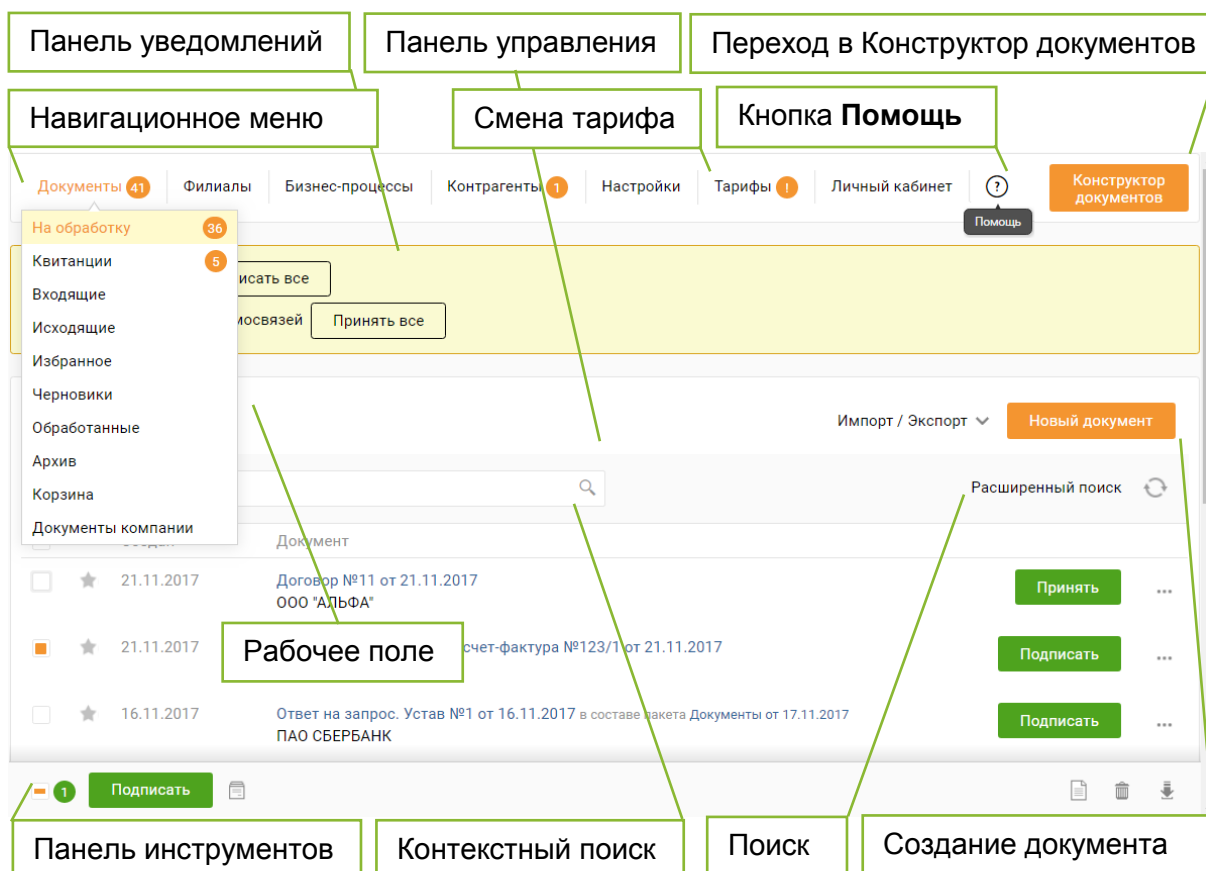 Панель уведомлений
Панель управления
Переход в Конструктор документов
Навигационное меню
Смена тарифа
Кнопка Помощь
Документы 41
Филиалы
Бизнес-процессы
Контрагенты 1
Настройки
Тарифы !
Личный кабинет
?
Конструктор
документов
Помощь
На обработку 36
Квитанции 5
Входящие
Исходящие
Избранное
Черновики
Обработанные
Архив
Корзина
Документы компании
исать все
мосвязей
Принять все
Импорт / Экспорт
Новый документ
Расширенный поиск
Документ
21.11.2017
Договор №11 от 21.11.2017
ООО "АЛЬФА"
Принять
...
21.11.2017
Рабочее поле
счет-фактура №123/1 от 21.11.2017
Подписать
...
16.11.2017
Ответ на запрос. Устав №1 от 16.11.2017 в составе пакета Документы от 17.11.2017
ПАО СБЕРБАНК
Подписать
...
1
Подписать
Панель инструментов
Контекстный поиск
Поиск
Создание документа